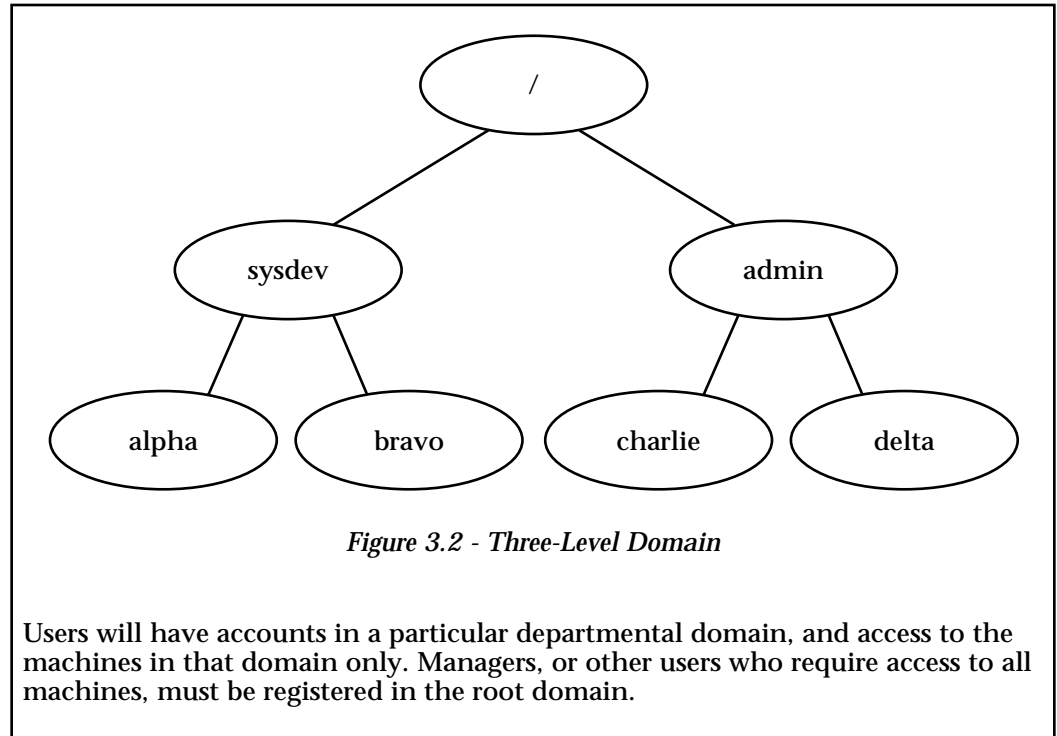 /
sysdev
admin
alpha
bravo
charlie
delta
Figure 3.2 - Three-Level Domain
Users will have accounts in a particular departmental domain, and access to the
machines in that domain only. Managers, or other users who require access to all
machines, must be registered in the root domain.